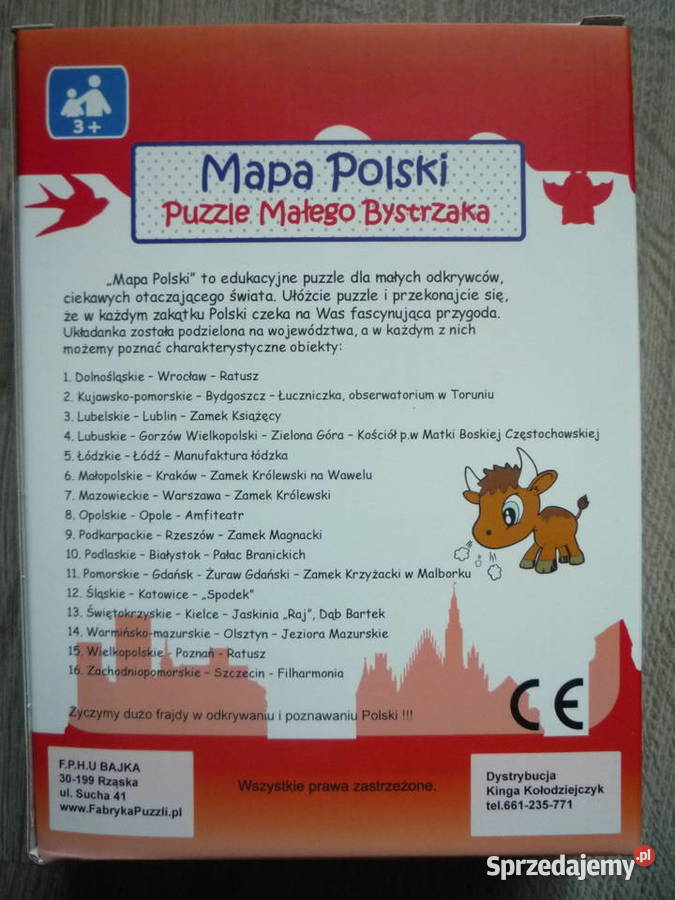 3+
Mapa Polski
Puzzle Małego Bystrzaka
„Mapa Polski” to edukacyjne puzzle dla małych odkrywców,
ciekawych otaczającego świata. Ułóżcie puzzle i przekonajcie się,
że w każdym zakątku Polski czeka na Was fascynująca przygoda.
Układanka została podzielona na województwa, a w każdym z nich
możemy poznać charakterystyczne obiekty:
1. Dolnośląskie - Wrocław - Ratusz
2. Kujawsko-pomorskie - Bydgoszcz - Łuczniczka, obserwatorium w Toruniu
3. Lubelskie - Lublin - Zamek Książęcy
4. Lubuskie - Gorzów Wielkopolski - Zielona Góra - Kościół p.w Matki Boskiej Częstochowskiej
5. Łódzkie - Łódź - Manufaktura łódzka
6. Małopolskie - Kraków - Zamek Królewski na Wawelu
7. Mazowieckie - Warszawa - Zamek Królewski
8. Opolskie - Opole - Amfiteatr
9. Podkarpackie - Rzeszów - Zamek Magnacki
10. Podlaskie - Białystok - Pałac Branickich
11. Pomorskie - Gdańsk - Żuraw Gdański - Zamek Krzyżacki w Malborku
12. Śląskie - Katowice - „Spodek”
13. Świętokrzyskie - Kielce - Jaskinia „Raj”, Dąb Bartek
14. Warmińsko-mazurskie - Olsztyn - Jeziora Mazurskie
15. Wielkopolskie - Poznań - Ratusz
16. Zachodniopomorskie - Szczecin - Filharmonia
Życzymy dużo frajdy w odkrywaniu i poznawaniu Polski !!!
CE
F.P.H.U BAJKA
30-199 Rząska
ul. Sucha 41
www.FabrykaPuzzli.pl
Wszystkie prawa zastrzeżone.
Dystrybucja
Kinga Kołodziejczyk
tel.661-235-771
Sprzedajemy.pl